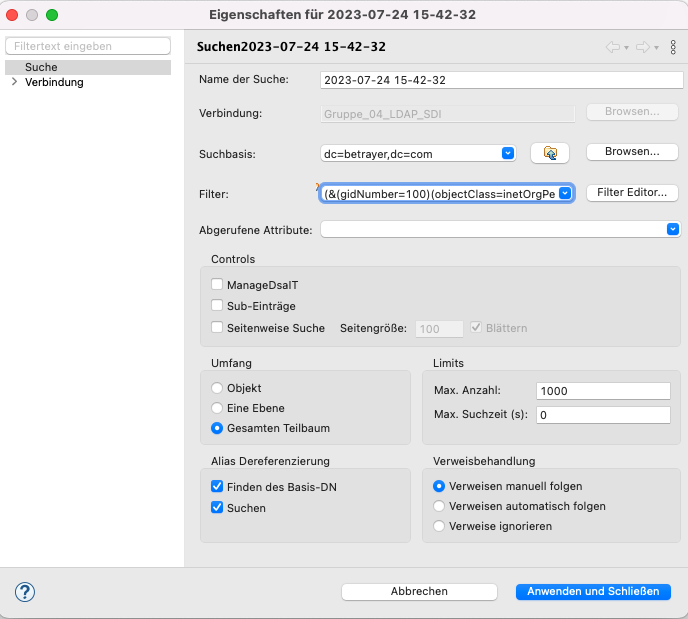 Eigenschaften für 2023-07-24 15-42-32
Filtertext eingeben
Suche
Verbindung
Suchen2023-07-24 15-42-32
Name der Suche: 2023-07-24 15-42-32
Verbindung: Gruppe_04_LDAP_SDI Browsen...
Suchbasis: dc=betrayer,dc=com Browsen...
Filter: (&(gidNumber=100)(objectClass=inetOrgPe Filter Editor...
Abgerufene Attribute:
Controls
ManageDsaIT
Sub-Einträge
Seitenweise Suche Seitengröße: 100 Blättern
Umfang
Objekt
Eine Ebene
Gesamten Teilbaum
Limits
Max. Anzahl: 1000
Max. Suchzeit (s): 0
Alias Dereferenzierung
Finden des Basis-DN
Suchen
Verweisbehandlung
Verweisen manuell folgen
Verweisen automatisch folgen
Verweise ignorieren
?
Abbrechen
Anwenden und Schließen